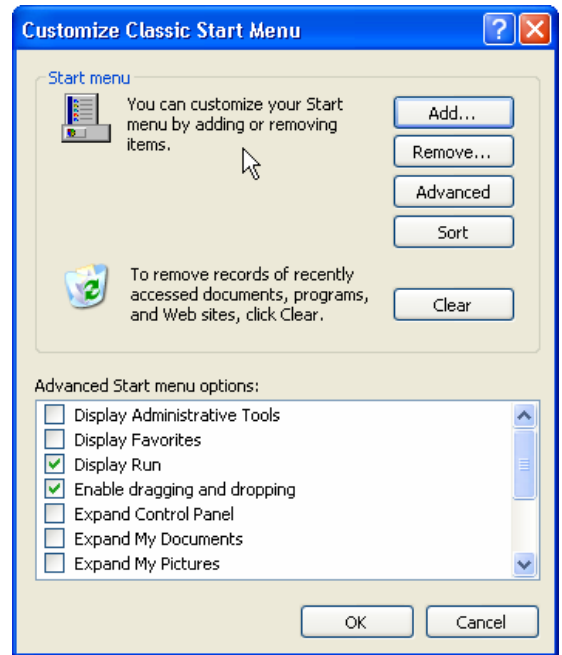 Customize Classic Start Menu
Start menu
You can customize your Start
menu by adding or removing
items.
Add...
Remove...
Advanced
Sort
To remove records of recently
accessed documents, programs,
and Web sites, click Clear.
Clear
Advanced Start menu options:
Display Administrative Tools
Display Favorites
Display Run
Enable dragging and dropping
Expand Control Panel
Expand My Documents
Expand My Pictures
OK
Cancel